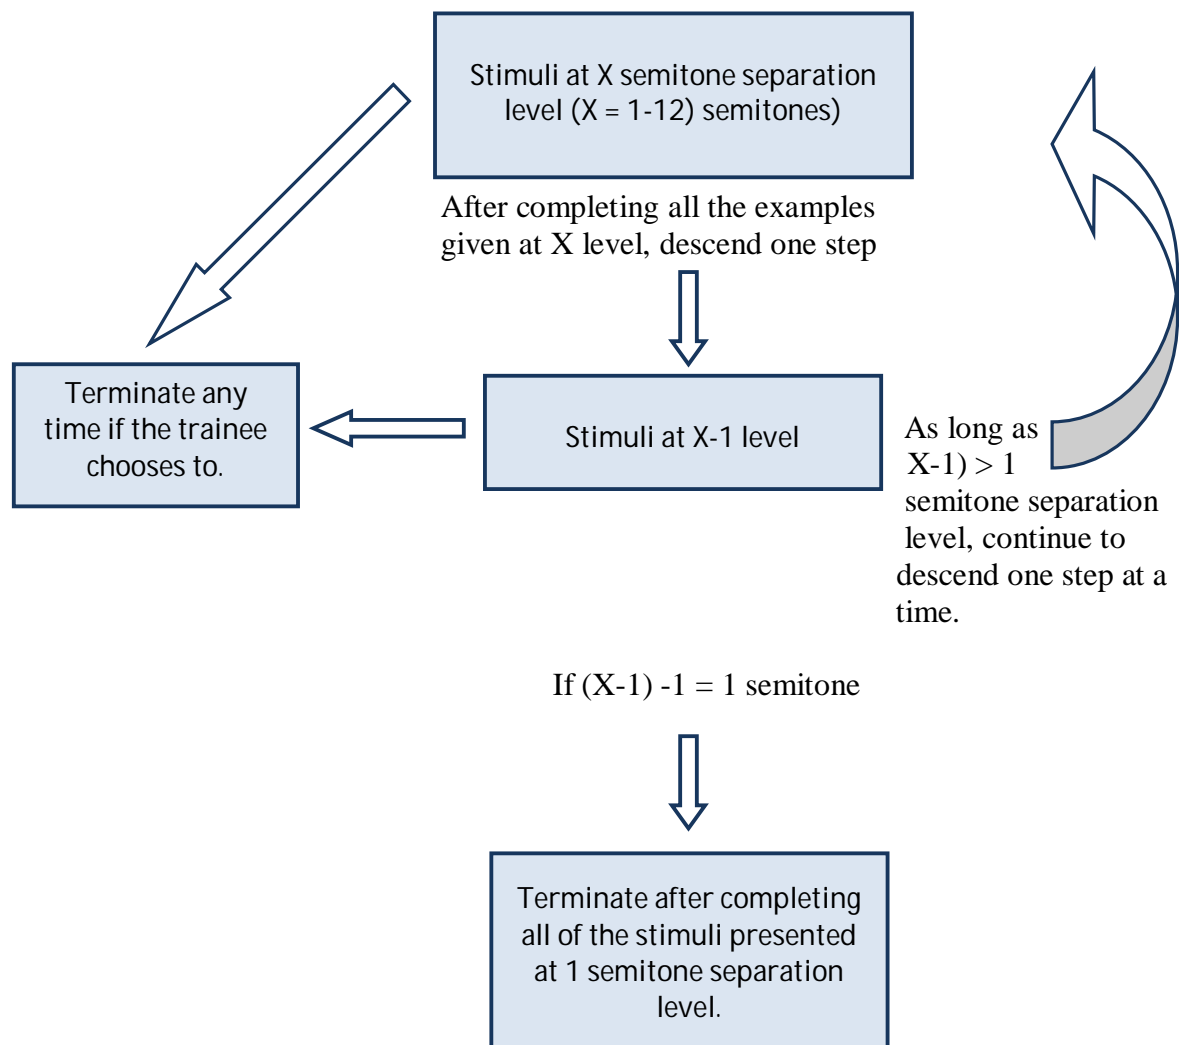 Stimuli at X semitone separation
level (X = 1-12) semitones)
After completing all the examples
given at X level, descend one step
Terminate any
time if the trainee
chooses to.
Stimuli at X-1 level
As long as
X-1) > 1
semitone separation
level, continue to
descend one step at a
time.
If (X-1) -1 = 1 semitone
Terminate after completing
all of the stimuli presented
at 1 semitone separation
level.